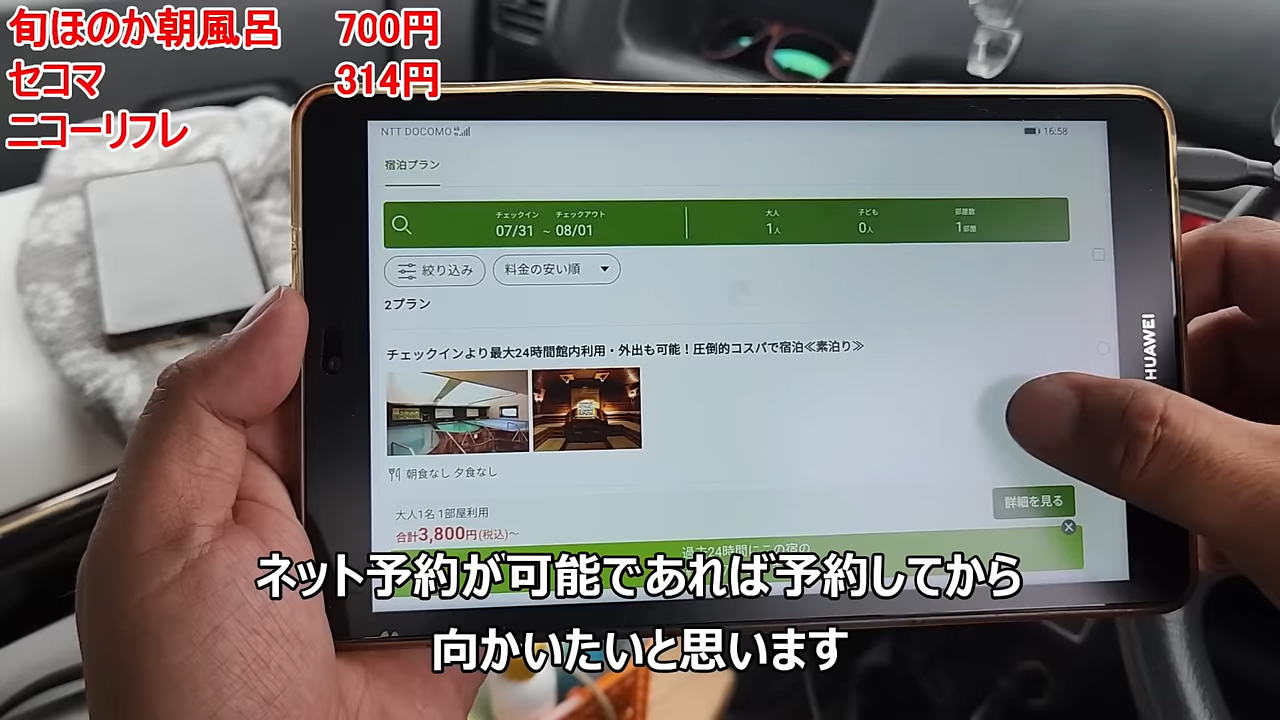 旬ほのか朝風呂 700円
セコマ 314円
ニコーリフレ
NTT DOCOMO 16:58
宿泊プラン
チェックイン チェックアウト 大人 子ども 部屋数
07/31 ~ 08/01 1人 0人 1部屋
絞り込み 料金の安い順
2プラン
チェックインより最大24時間館内利用・外出も可能！圧倒的コスパで宿泊≪素泊り≫
HUAWEI
朝食なし 夕食なし
詳細を見る
大人1名 1部屋利用
合計3,800円(税込)～
過去24時間にこの宿の
ネット予約が可能であれば予約してから
向かいたいと思います